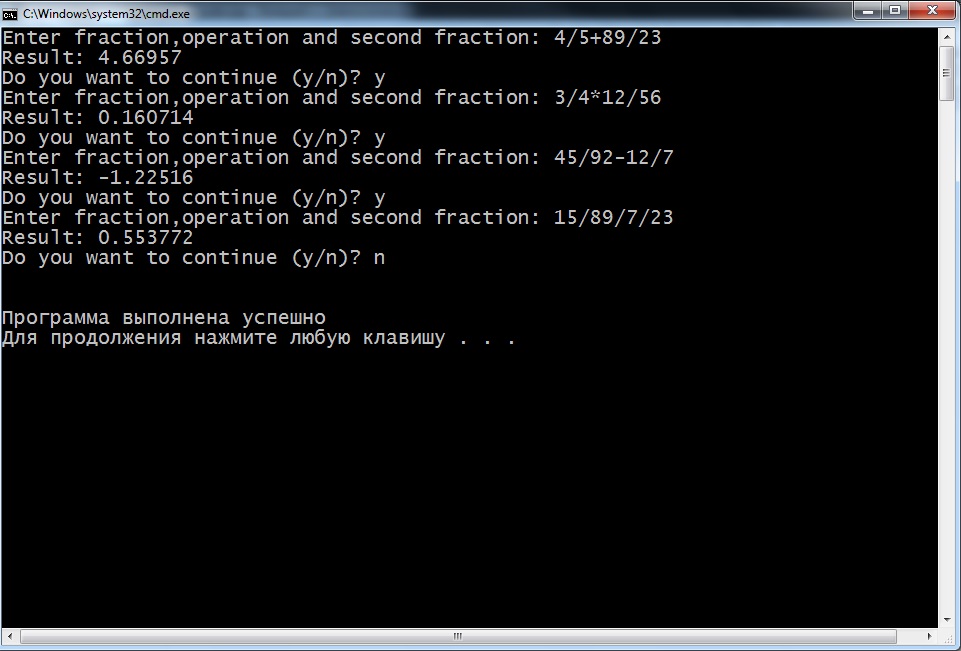 C:\Windows\system32\cmd.exe
Enter fraction,operation and second fraction: 4/5+89/23
Result: 4.66957
Do you want to continue (y/n)? y
Enter fraction,operation and second fraction: 3/4*12/56
Result: 0.160714
Do you want to continue (y/n)? y
Enter fraction,operation and second fraction: 45/92-12/7
Result: -1.22516
Do you want to continue (y/n)? y
Enter fraction,operation and second fraction: 15/89/7/23
Result: 0.553772
Do you want to continue (y/n)? n
Программа выполнена успешно
Для продолжения нажмите любую клавишу . . .